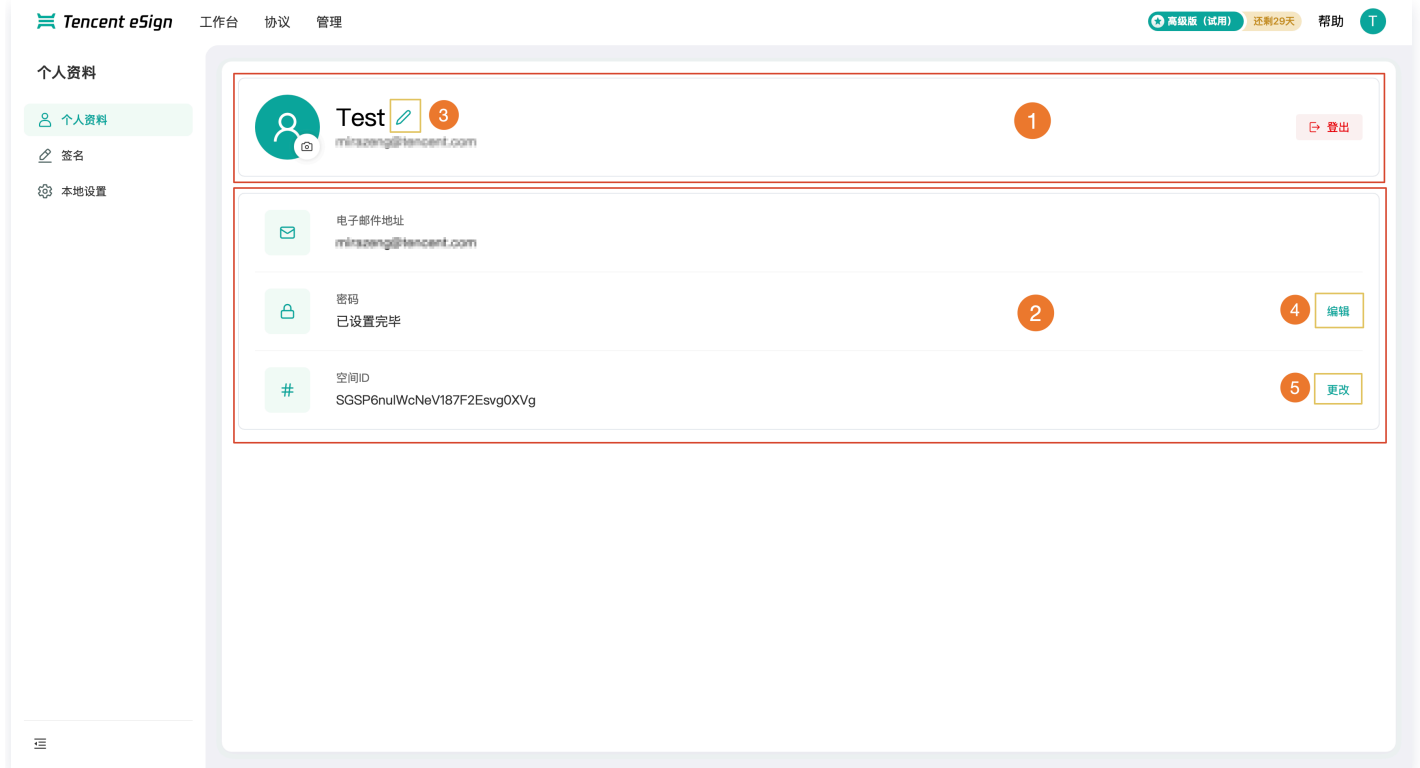 Tencent eSign 工作台 协议 管理 高级版（试用） 还剩29天 帮助 T
个人资料
个人资料
签名
本地设置
Test 3
1
登出
电子邮件地址
密码
已设置完毕
2
4 编辑
空间ID
SGSP6nulWcNeV187F2Esvg0XVg
5 更改